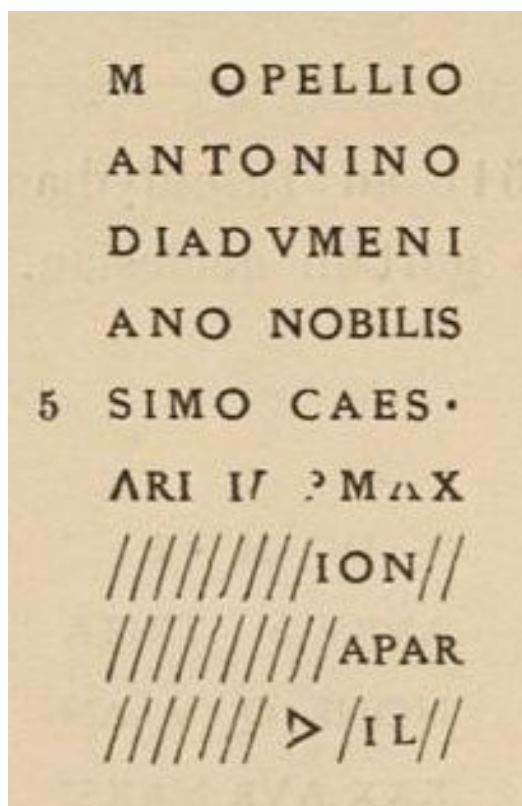 M OPELLIO
ANTONINO
DIADVMENI
ANO NOBILIS
5 SIMO CAES·
ARI MAX
ION
APAR
IL